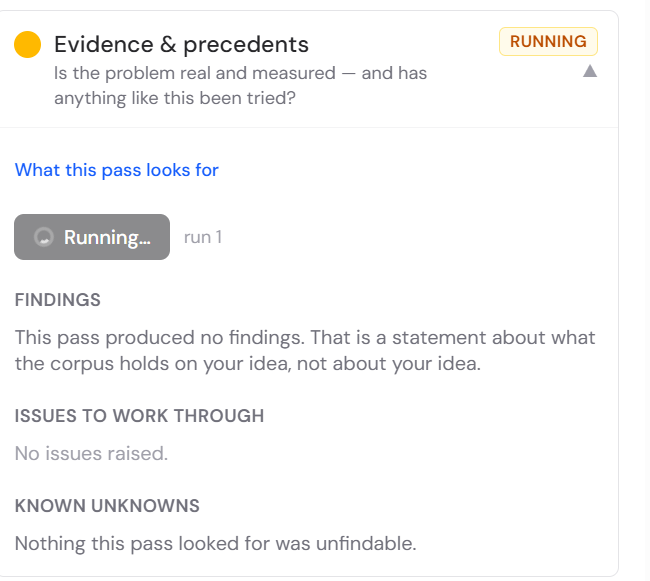 Evidence & precedents
RUNNING
Is the problem real and measured — and has
anything like this been tried?
What this pass looks for
Running...
run 1
FINDINGS
This pass produced no findings. That is a statement about what
the corpus holds on your idea, not about your idea.
ISSUES TO WORK THROUGH
No issues raised.
KNOWN UNKNOWNS
Nothing this pass looked for was unfindable.